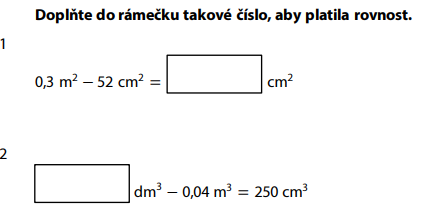 Doplňte do rámečku takové číslo, aby platila rovnost.
1
0,3 m² − 52 cm² = cm²
2
dm³ − 0,04 m³ = 250 cm³